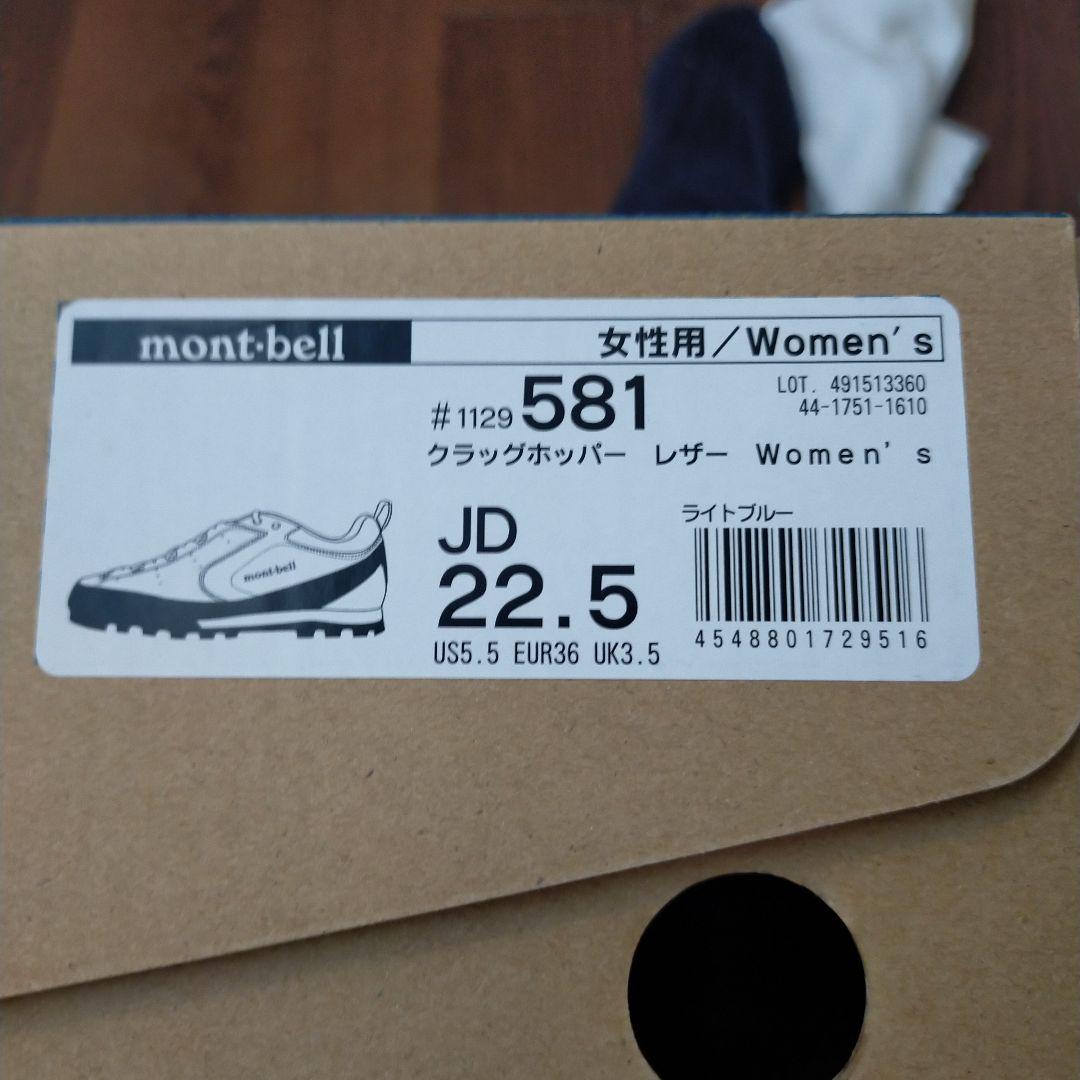 mont-bell 女性用／Women's
#1129 581
LOT. 491513360
44-1751-1610
クラッグホッパー レザー Women's
mont-bell
JD
22.5
US5.5 EUR36 UK3.5
ライトブルー
4548801729516